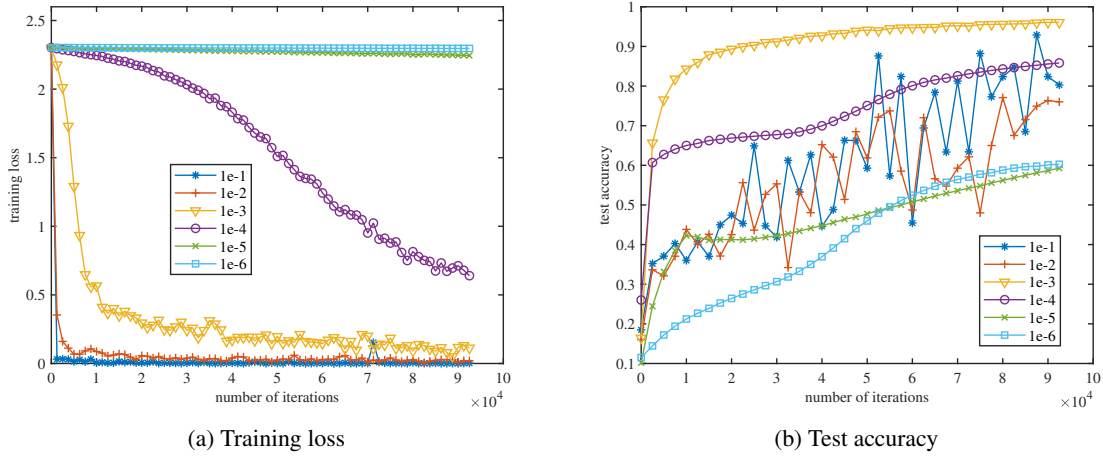 2.5
2
1.5
1
0.5
0
training loss
1e-1
1e-2
1e-3
1e-4
1e-5
1e-6
0 1 2 3 4 5 6 7 8 9 10
number of iterations
×10⁴
(a) Training loss
1
0.9
0.8
0.7
0.6
0.5
0.4
0.3
0.2
0.1
test accuracy
1e-1
1e-2
1e-3
1e-4
1e-5
1e-6
0 1 2 3 4 5 6 7 8 9 10
number of iterations
×10⁴
(b) Test accuracy